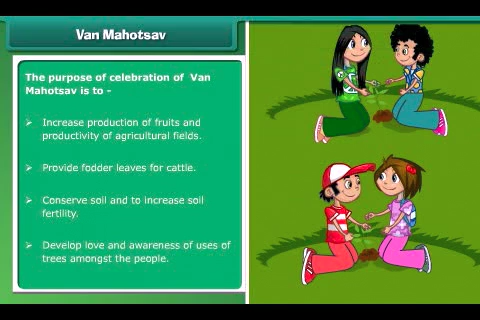 Van Mahotsav
The purpose of celebration of Van
Mahotsav is to -
➢ Increase production of fruits and
productivity of agricultural fields.
➢ Provide fodder leaves for cattle.
➢ Conserve soil and to increase soil
fertility.
➢ Develop love and awareness of uses of
trees amongst the people.